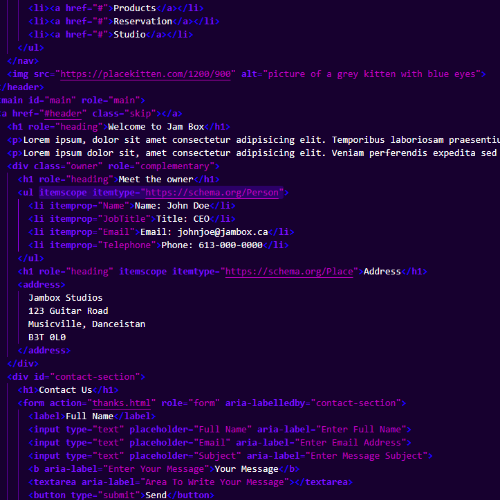 <li><a href="#">Products</a></li>
<li><a href="#">Reservation</a></li>
<li><a href="#">Studio</a></li>
</ul>
</nav>
<img src="https://placekitten.com/1200/900" alt="picture of a grey kitten with blue eyes">
/header>
main id="main" role="main">
a href="#header" class="skip"></a>
<h1 role="heading">Welcome to Jam Box</h1>
<p>Lorem ipsum, dolor sit amet consectetur adipisicing elit. Temporibus laboriosam praesentiu
<p>Lorem ipsum dolor sit, amet consectetur adipisicing elit. Veniam perferendis expedita sed
<div class="owner" role="complementary">
<h1 role="heading">Meet the owner</h1>
<ul itemscope itemtype="https://schema.org/Person">
<li itemprop="Name">Name: John Doe</li>
<li itemprop="JobTitle">Title: CEO</li>
<li itemprop="Email">Email: johnjoe@jambox.ca</li>
<li itemprop="Telephone">Phone: 613-000-0000</li>
</ul>
<h1 role="heading" itemscope itemtype="https://schema.org/Place">Address</h1>
<address>
Jambox Studios
123 Guitar Road
Musicville, Danceistan
B3T 0L0
</address>
</div>
<div id="contact-section">
<h1>Contact Us</h1>
<form action="thanks.html" role="form" aria-labelledby="contact-section">
<label>Full Name</label>
<input type="text" placeholder="Full Name" aria-label="Enter Full Name">
<input type="text" placeholder="Email" aria-label="Enter Email Address">
<input type="text" placeholder="Subject" aria-label="Enter Message Subject">
<b aria-label="Enter Your Message">Your Message</b>
<textarea aria-label="Area To Write Your Message"></textarea>
<button type="submit">Send</button>